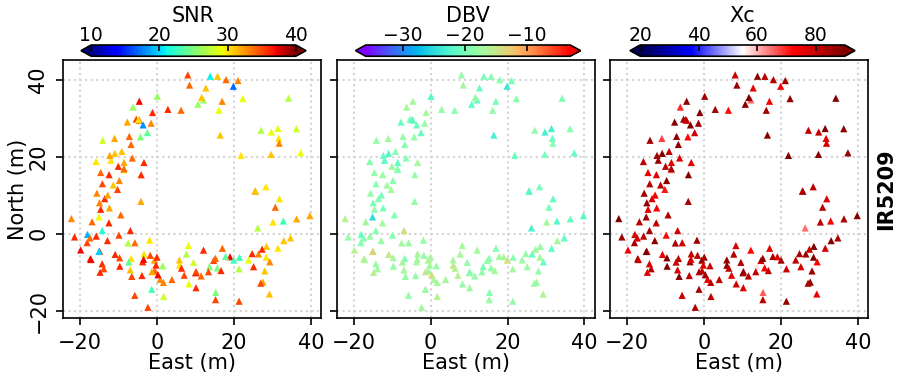 SNR DBV Xc
10 20 30 40 −30 −20 −10 20 40 60 80
40
20
0
−20
North (m)
IR5209
−20 0 20 40 −20 0 20 40 −20 0 20 40
East (m) East (m) East (m)